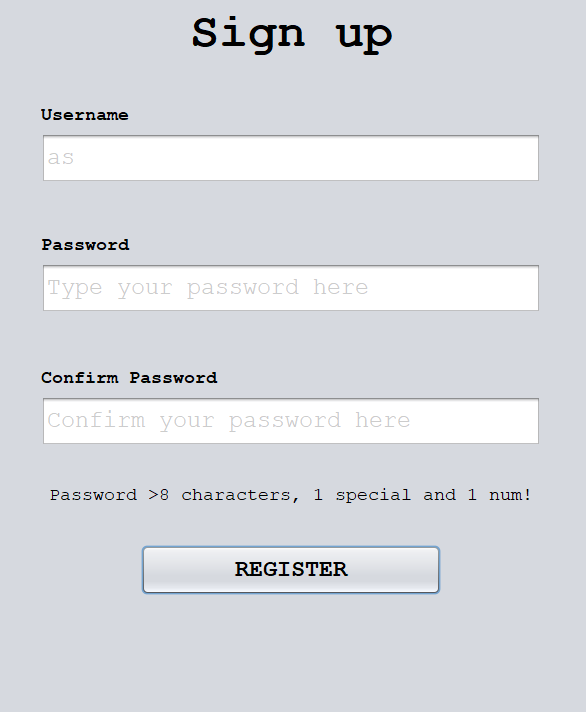 Sign up
Username
as
Password
Type your password here
Confirm Password
Confirm your password here
Password >8 characters, 1 special and 1 num!
REGISTER